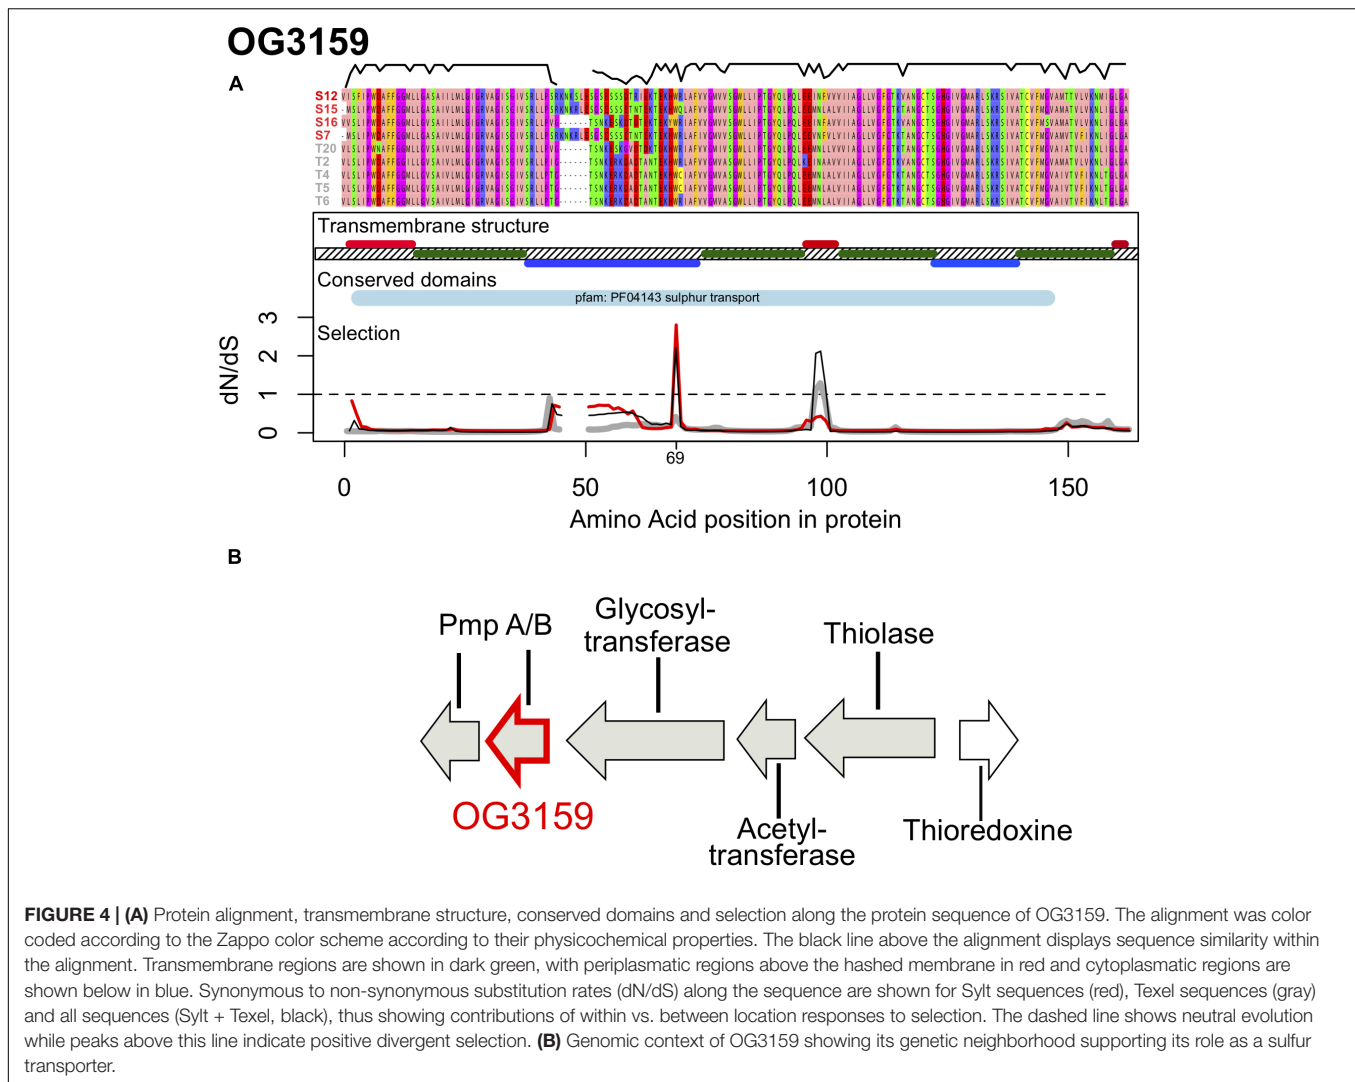 OG3159
A
S12
S15
S16
S7
T20
T2
T4
T5
T6
Transmembrane structure
Conserved domains
pfam: PF04143 sulphur transport
Selection
dN/dS
3
2
1
0
69
0 50 100 150
Amino Acid position in protein
B
Pmp A/B
Glycosyl-
transferase
Thiolase
OG3159
Acetyl-
transferase
Thioredoxine
FIGURE 4 | (A) Protein alignment, transmembrane structure, conserved domains and selection along the protein sequence of OG3159. The alignment was color
coded according to the Zappo color scheme according to their physicochemical properties. The black line above the alignment displays sequence similarity within
the alignment. Transmembrane regions are shown in dark green, with periplasmatic regions above the hashed membrane in red and cytoplasmatic regions are
shown below in blue. Synonymous to non-synonymous substitution rates (dN/dS) along the sequence are shown for Sylt sequences (red), Texel sequences (gray)
and all sequences (Sylt + Texel, black), thus showing contributions of within vs. between location responses to selection. The dashed line shows neutral evolution
while peaks above this line indicate positive divergent selection. (B) Genomic context of OG3159 showing its genetic neighborhood supporting its role as a sulfur
transporter.